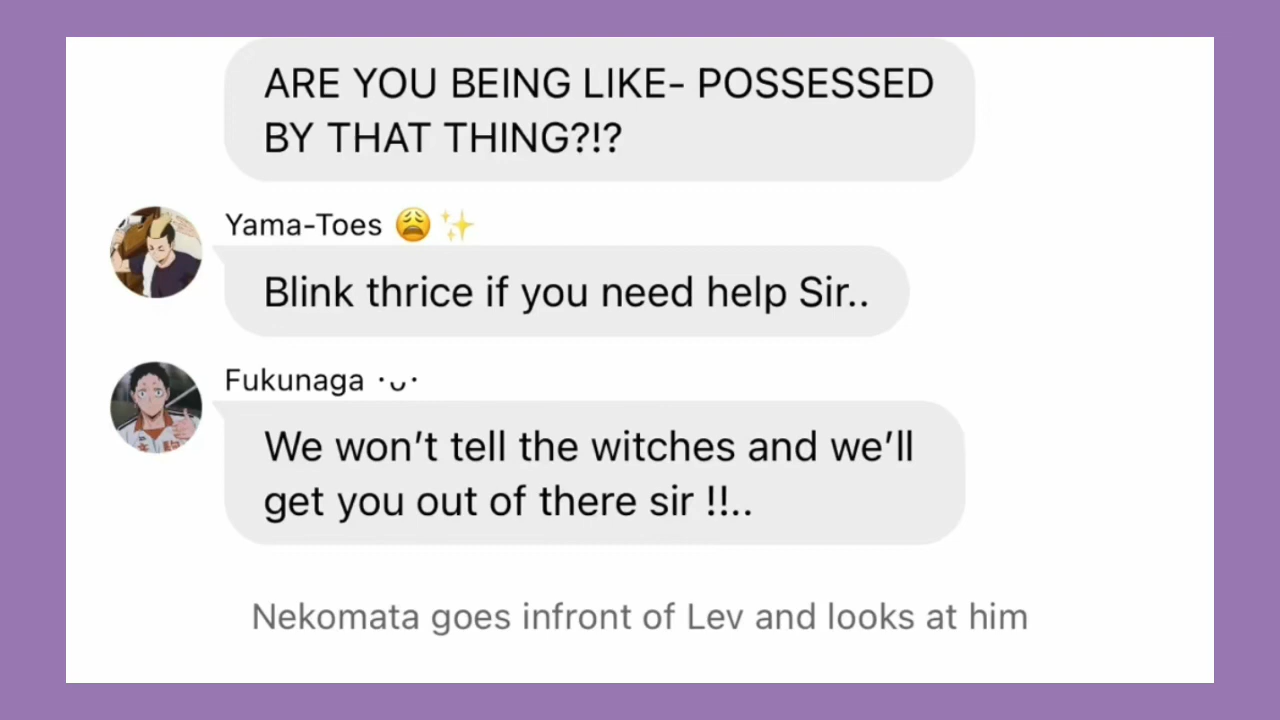 ARE YOU BEING LIKE- POSSESSED
BY THAT THING?!?
Yama-Toes 😩 ✨
Blink thrice if you need help Sir..
Fukunaga ·ᴗ·
We won't tell the witches and we'll
get you out of there sir !!..
Nekomata goes infront of Lev and looks at him